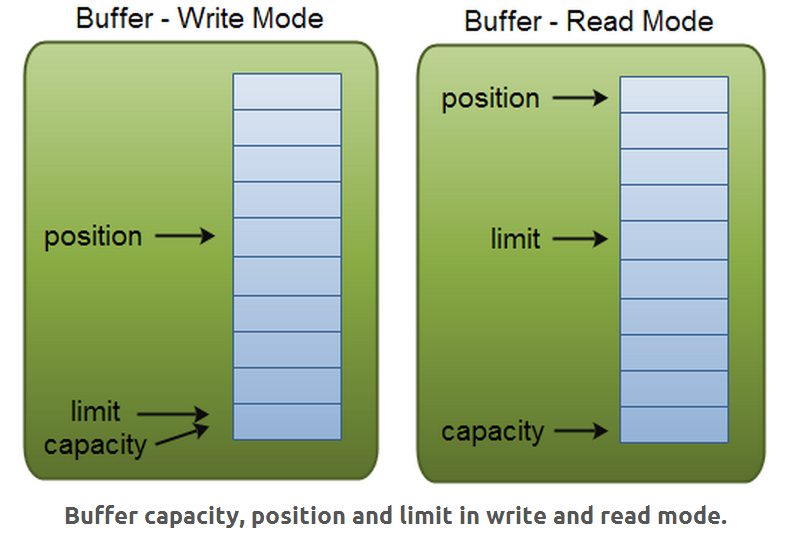 Buffer - Write Mode
position
limit
capacity
Buffer - Read Mode
position
limit
capacity
Buffer capacity, position and limit in write and read mode.